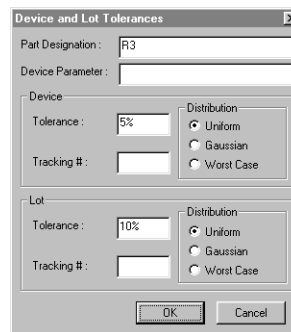 Device and Lot Tolerances
Part Designation : R3
Device Parameter :
Device
Tolerance : 5%
Tracking # :
Distribution
Uniform
Gaussian
Worst Case
Lot
Tolerance : 10%
Tracking # :
Distribution
Uniform
Gaussian
Worst Case
OK Cancel